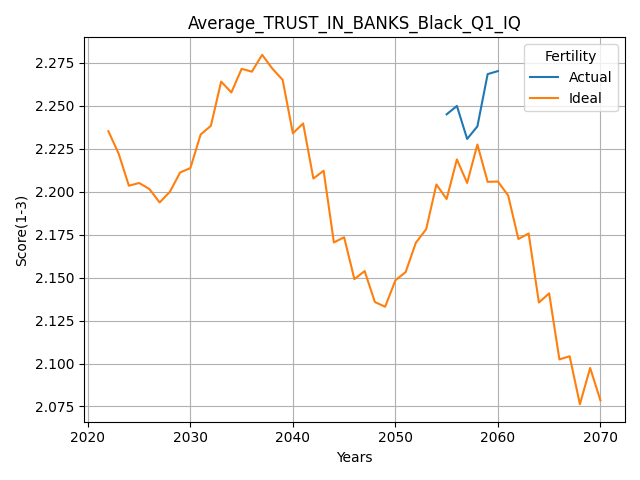 Average_TRUST_IN_BANKS_Black_Q1_IQ
Fertility
Actual
Ideal
Score(1-3)
2.275
2.250
2.225
2.200
2.175
2.150
2.125
2.100
2.075
2020
2030
2040
2050
2060
2070
Years